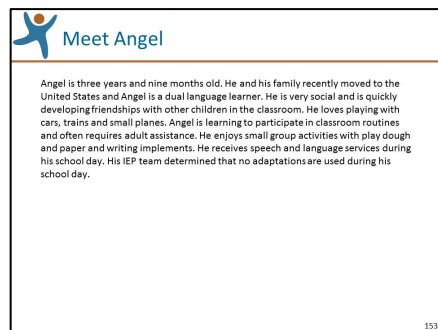 Meet Angel
Angel is three years and nine months old. He and his family recently moved to the
United States and Angel is a dual language learner. He is very social and is quickly
developing friendships with other children in the classroom. He loves playing with
cars, trains and small planes. Angel is learning to participate in classroom routines
and often requires adult assistance. He enjoys small group activities with play dough
and paper and writing implements. He receives speech and language services during
his school day. His IEP team determined that no adaptations are used during his
school day.
153